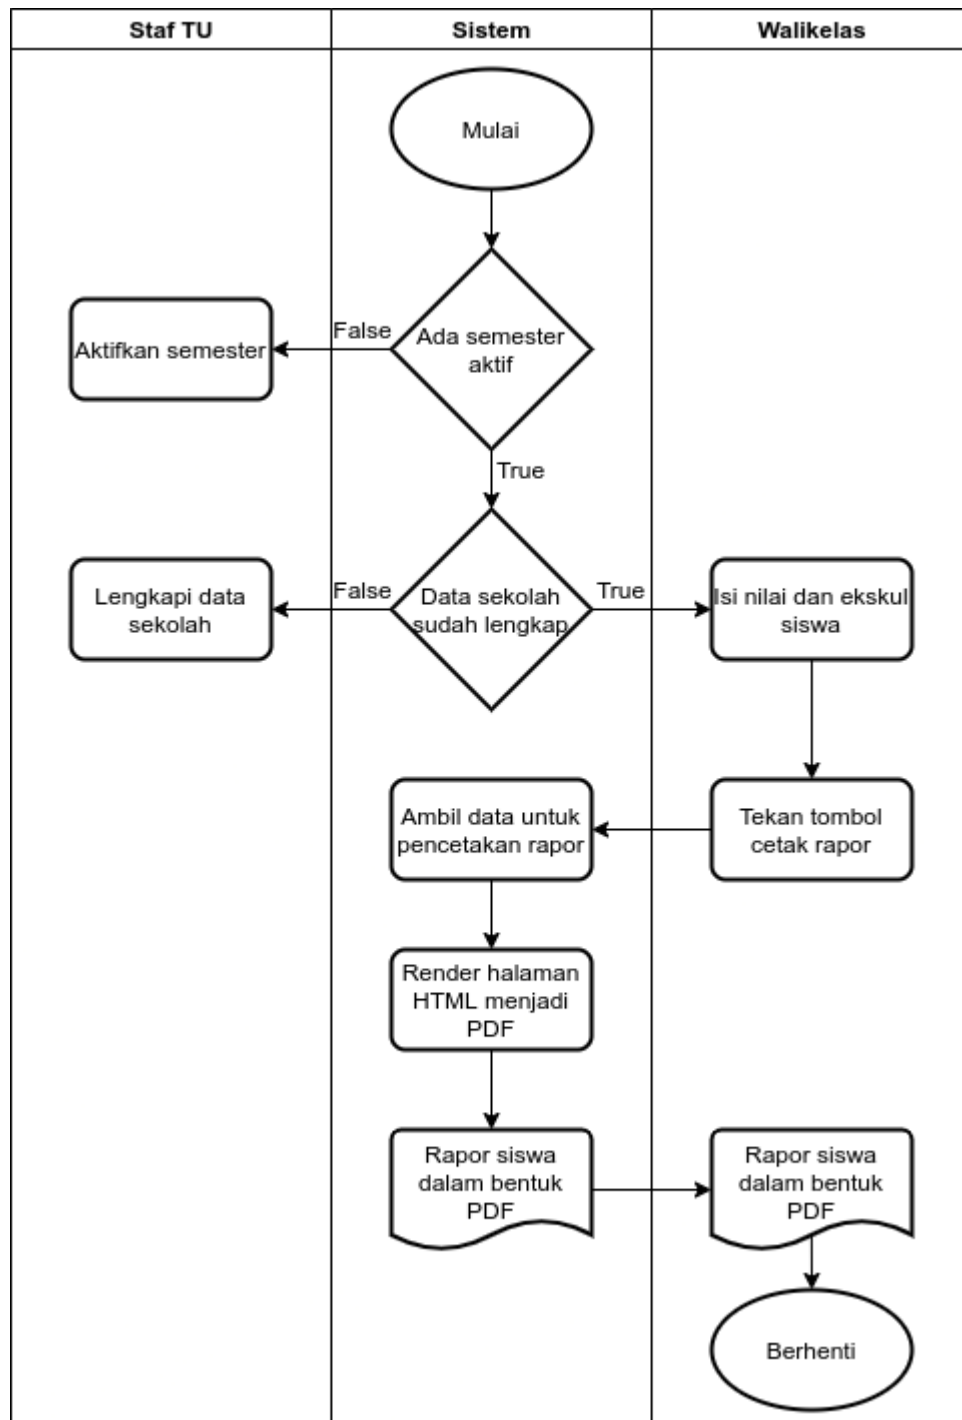 Staf TU
Sistem
Walikelas
Mulai
Ada semester
aktif
False
Aktifkan semester
True
Data sekolah
sudah lengkap
False
Lengkapi data
sekolah
True
Isi nilai dan ekskul
siswa
Tekan tombol
cetak rapor
Ambil data untuk
pencetakan rapor
Render halaman
HTML menjadi
PDF
Rapor siswa
dalam bentuk
PDF
Rapor siswa
dalam bentuk
PDF
Berhenti